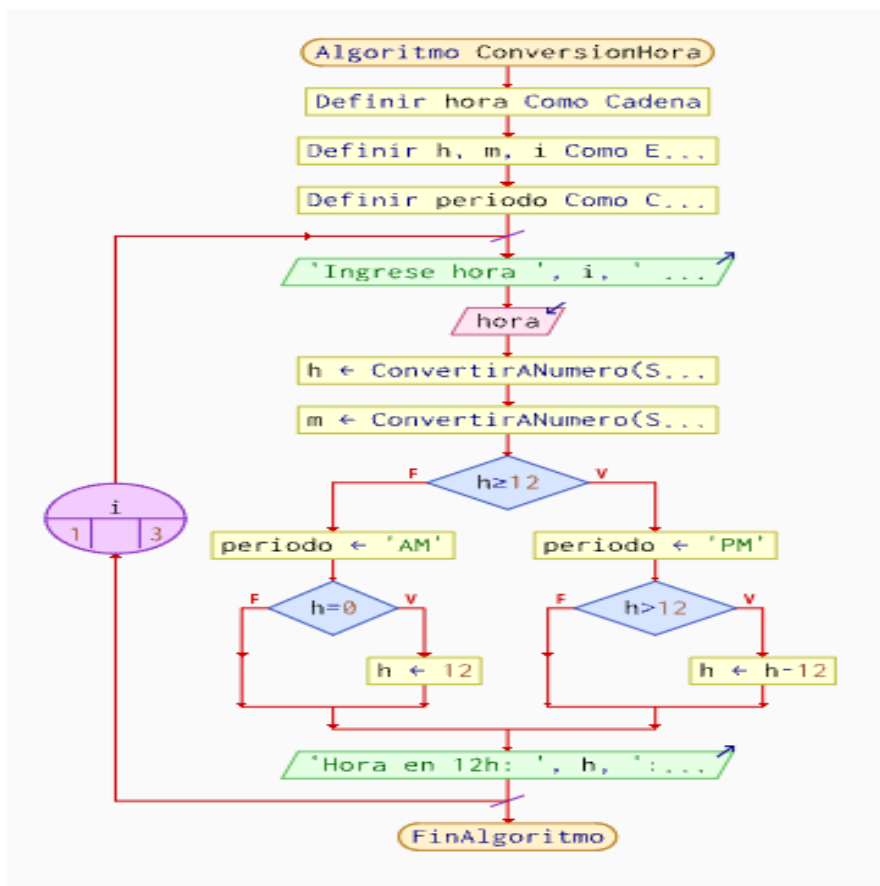 Algoritmo ConversionHora
Definir hora Como Cadena
Definir h, m, i Como E...
Definir periodo Como C...
'Ingrese hora ', i, ' ...
hora
h ← ConvertirANumero(S...
m ← ConvertirANumero(S...
F h≥12 V
i
1 3
periodo ← 'AM'
periodo ← 'PM'
F h=0 V
F h>12 V
h ← 12
h ← h-12
'Hora en 12h: ', h, ':...
FinAlgoritmo